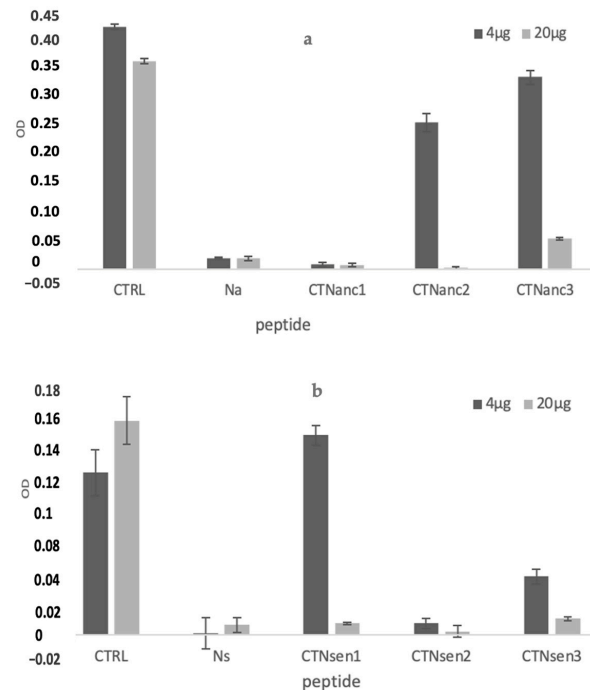 0.45
a
4µg 20µg
0.40
0.35
0.30
0.25
OD
0.20
0.15
0.10
0.05
0
−0.05
CTRL Na CTNanc1 CTNanc2 CTNanc3
peptide
0.18
b
4µg 20µg
0.16
0.14
0.12
OD
0.1
0.08
0.04
0.02
0
−0.02
CTRL Ns CTNsen1 CTNsen2 CTNsen3
peptide